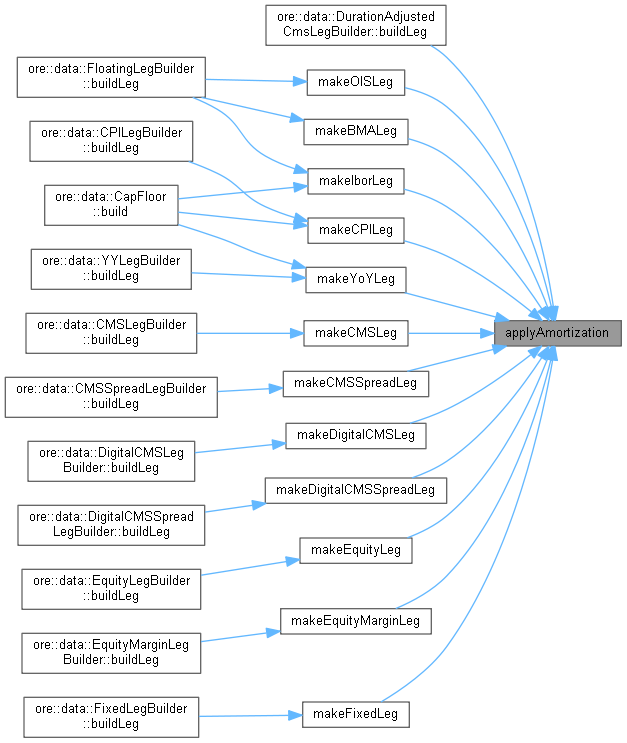 ore::data::DurationAdjusted
CmsLegBuilder::buildLeg
ore::data::FloatingLegBuilder
::buildLeg
makeOISLeg
makeBMALeg
ore::data::CPILegBuilder
::buildLeg
makeIborLeg
ore::data::CapFloor
::build
makeCPILeg
ore::data::YYLegBuilder
::buildLeg
makeYoYLeg
ore::data::CMSLegBuilder
::buildLeg
makeCMSLeg
applyAmortization
ore::data::CMSSpreadLegBuilder
::buildLeg
makeCMSSpreadLeg
ore::data::DigitalCMSLeg
Builder::buildLeg
makeDigitalCMSLeg
ore::data::DigitalCMSSpread
LegBuilder::buildLeg
makeDigitalCMSSpreadLeg
ore::data::EquityLegBuilder
::buildLeg
makeEquityLeg
ore::data::EquityMarginLeg
Builder::buildLeg
makeEquityMarginLeg
ore::data::FixedLegBuilder
::buildLeg
makeFixedLeg